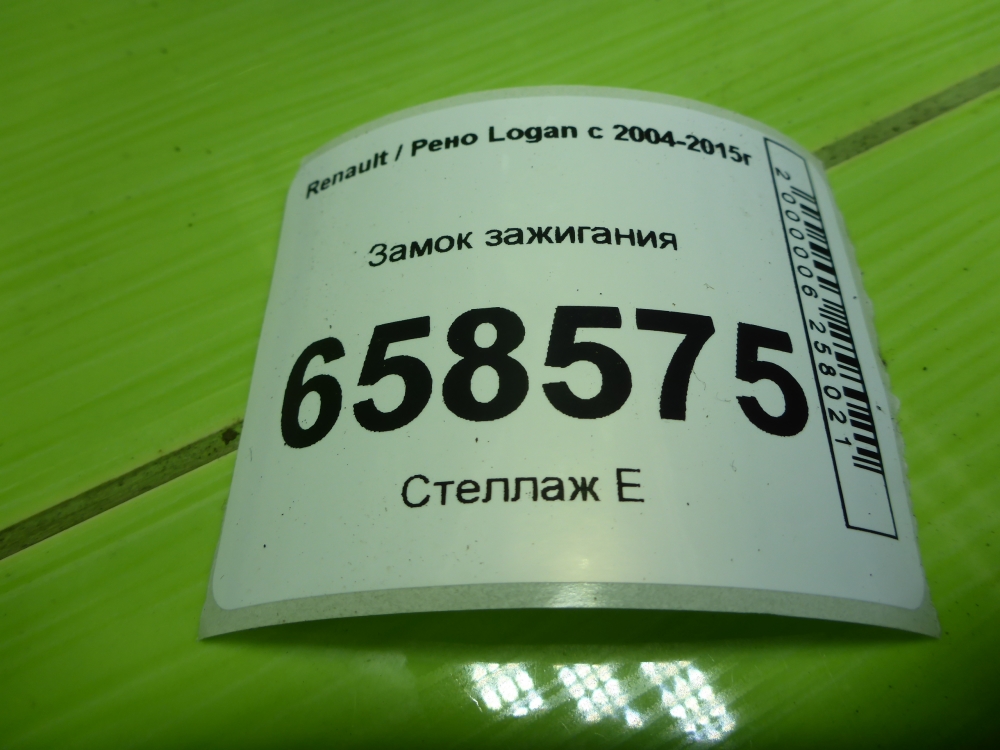 Renault / Рено Logan с 2004-2015г
Замок зажигания
658575
Стеллаж Е
2000006258021